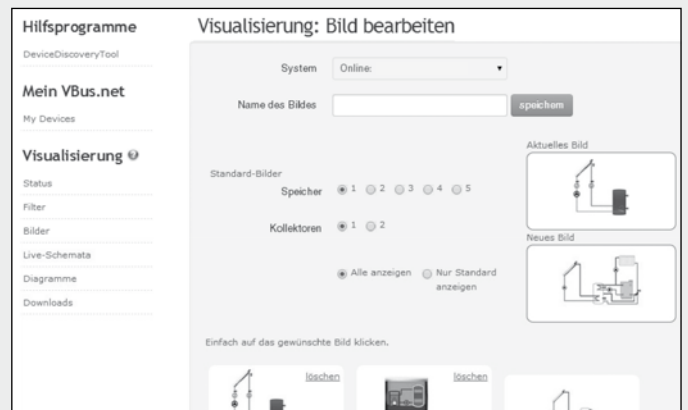 Hilfsprogramme
DeviceDiscoveryTool
Mein VBus.net
My Devices
Visualisierung ?
Status
Filter
Bilder
Live-Schemata
Diagramme
Downloads
Visualisierung: Bild bearbeiten
System Online:
Name des Bildes speichern
Aktuelles Bild
Standard-Bilder
Speicher 1 2 3 4 5
Kollektoren 1 2
Neues Bild
Alle anzeigen Nur Standard
anzeigen
Einfach auf das gewünschte Bild klicken.
löschen löschen